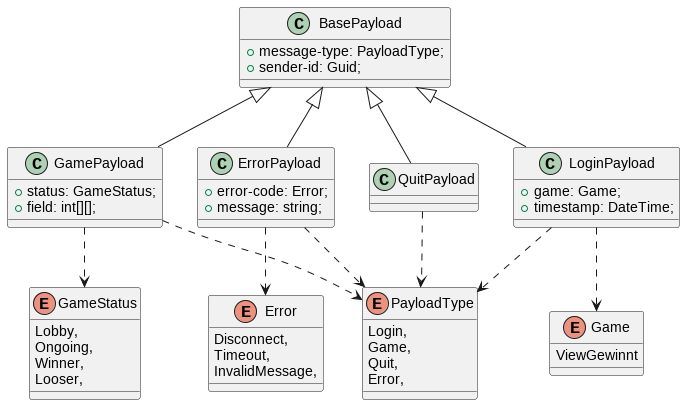 C BasePayload
message-type: PayloadType;
sender-id: Guid;
C GamePayload
status: GameStatus;
field: int[][];
C ErrorPayload
error-code: Error;
message: string;
C QuitPayload
C LoginPayload
game: Game;
timestamp: DateTime;
E GameStatus
Lobby,
Ongoing,
Winner,
Looser,
E Error
Disconnect,
Timeout,
InvalidMessage,
E PayloadType
Login,
Game,
Quit,
Error,
E Game
ViewGewinnt